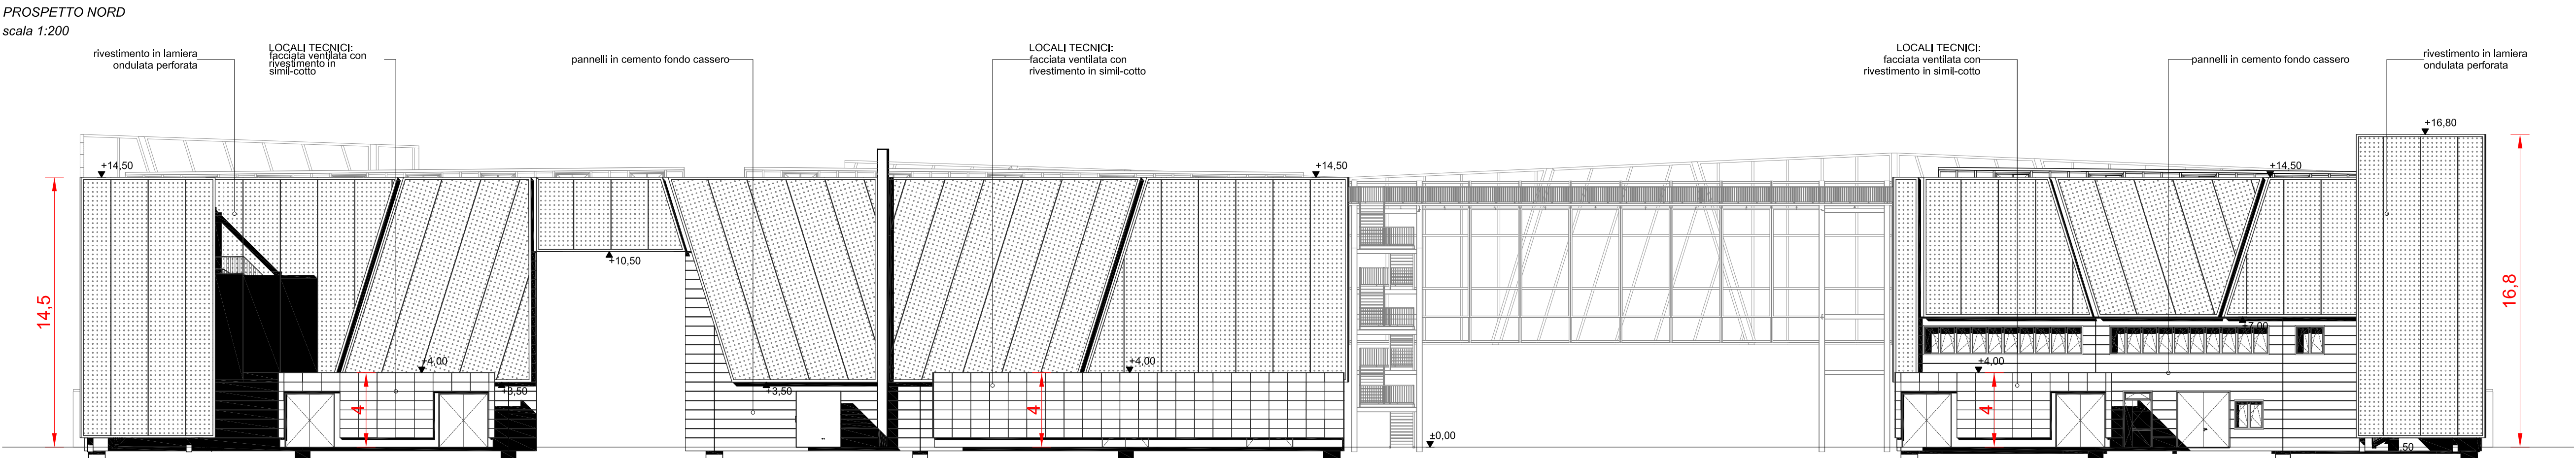 PROSPETTO NORD
scala 1:200
rivestimento in lamiera
ondulata perforata
LOCALI TECNICI:
facciata ventilata con
rivestimento in
simil-cotto
pannelli in cemento fondo cassero
LOCALI TECNICI:
facciata ventilata con
rivestimento in simil-cotto
LOCALI TECNICI:
facciata ventilata con
rivestimento in simil-cotto
pannelli in cemento fondo cassero
rivestimento in lamiera
ondulata perforata
+16,80
+14,50
+14,50
+14,50
+10,50
14,5
16,8
+7,00
+4,00
+4,00
+4,00
+3,50
+3,50
4
4
4
±0,00